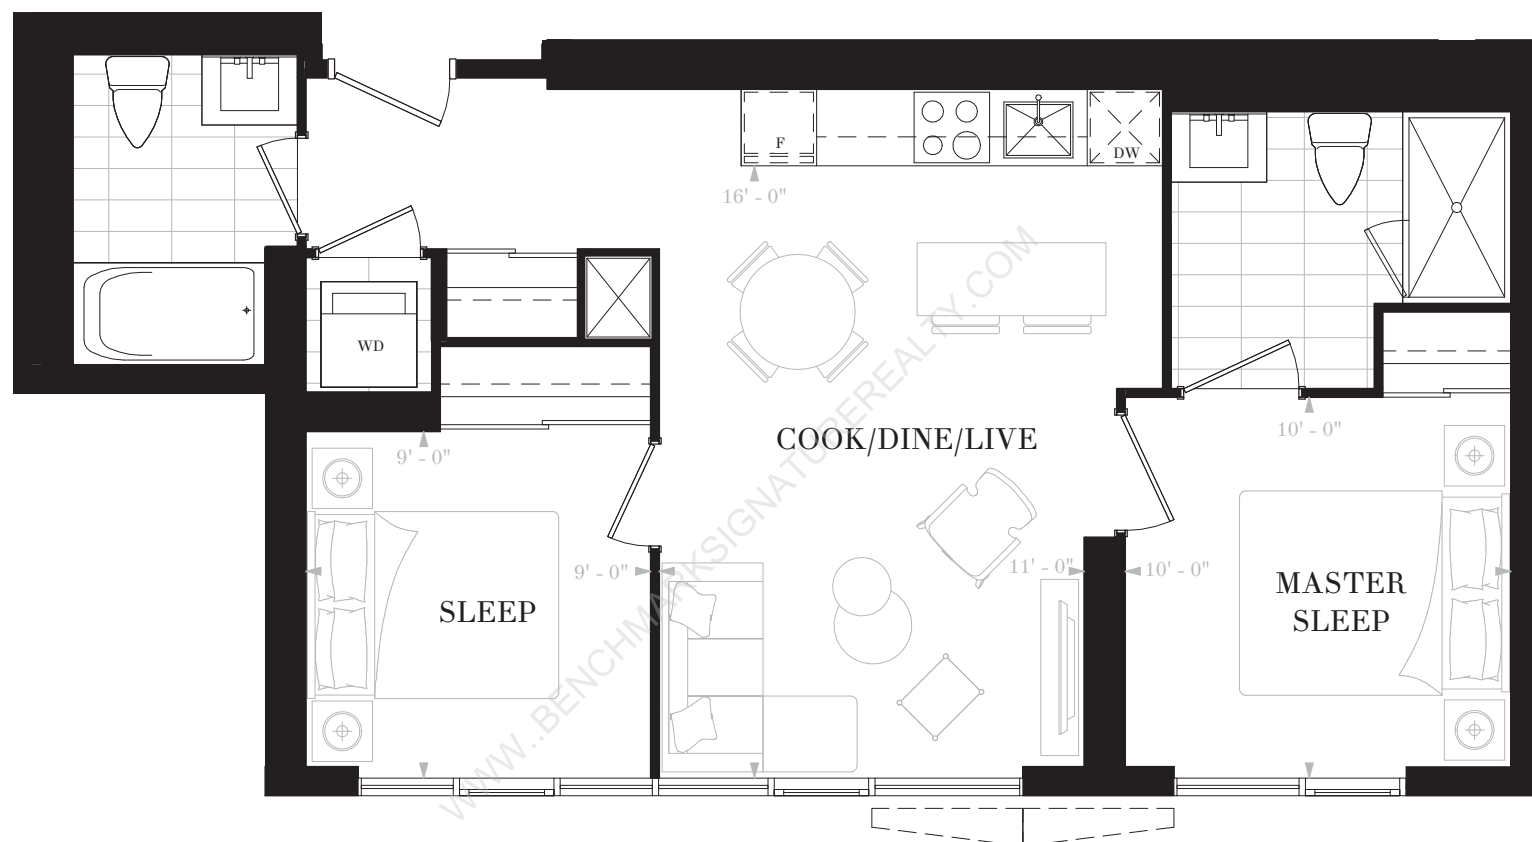 F
DW
16' - 0"
WD
COOK/DINE/LIVE
9' - 0"
10' - 0"
9' - 0"
11' - 0"
10' - 0"
SLEEP
MASTER
SLEEP
WWW..BENCHMARKSIGNATUREREALTY.COM